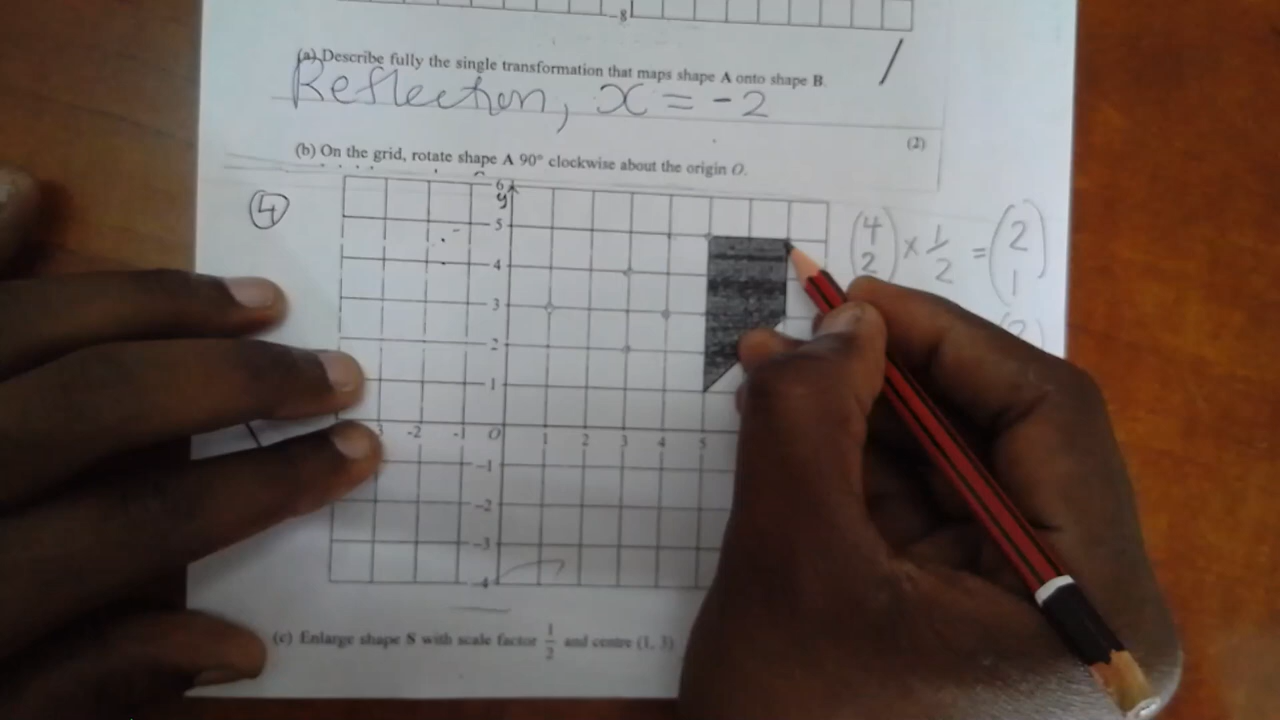 -8
(a) Describe fully the single transformation that maps shape A onto shape B.
Reflection, x = -2
(2)
(b) On the grid, rotate shape A 90° clockwise about the origin O.
4
6
y
5
4
3
2
1
3 -2 -1 O 1 2 3 4 5
-1
-2
-3
-4
(4 2) × 1/2 = (2 1)
(c) Enlarge shape S with scale factor 1/2 and centre (1, 3)